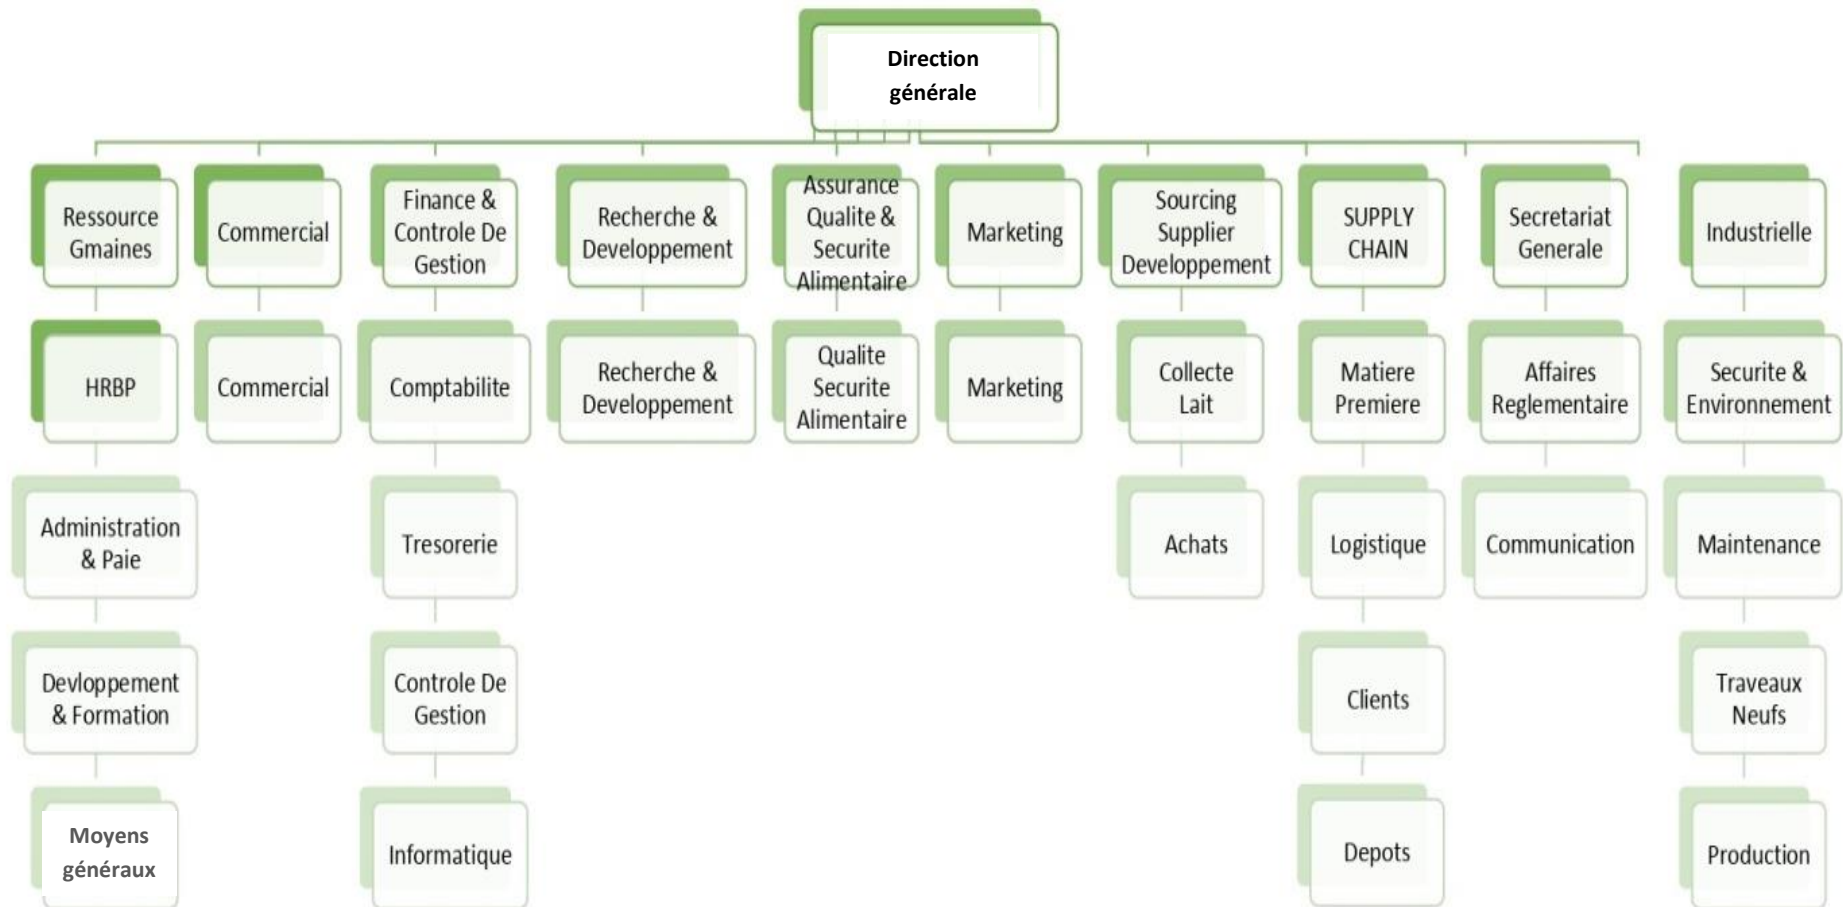 Direction
générale
Ressource
Gmaines
Commercial
Finance &
Controle De
Gestion
Recherche &
Developpement
Assurance
Qualite &
Securite
Alimentaire
Marketing
Sourcing
Supplier
Developpement
SUPPLY
CHAIN
Secretariat
Generale
Industrielle
HRBP
Commercial
Comptabilite
Recherche &
Developpement
Qualite
Securite
Alimentaire
Marketing
Collecte
Lait
Matiere
Premiere
Affaires
Reglementaire
Securite &
Environnement
Administration
& Paie
Tresorerie
Achats
Logistique
Communication
Maintenance
Devloppement
& Formation
Controle De
Gestion
Clients
Traveaux
Neufs
Moyens
généraux
Informatique
Depots
Production